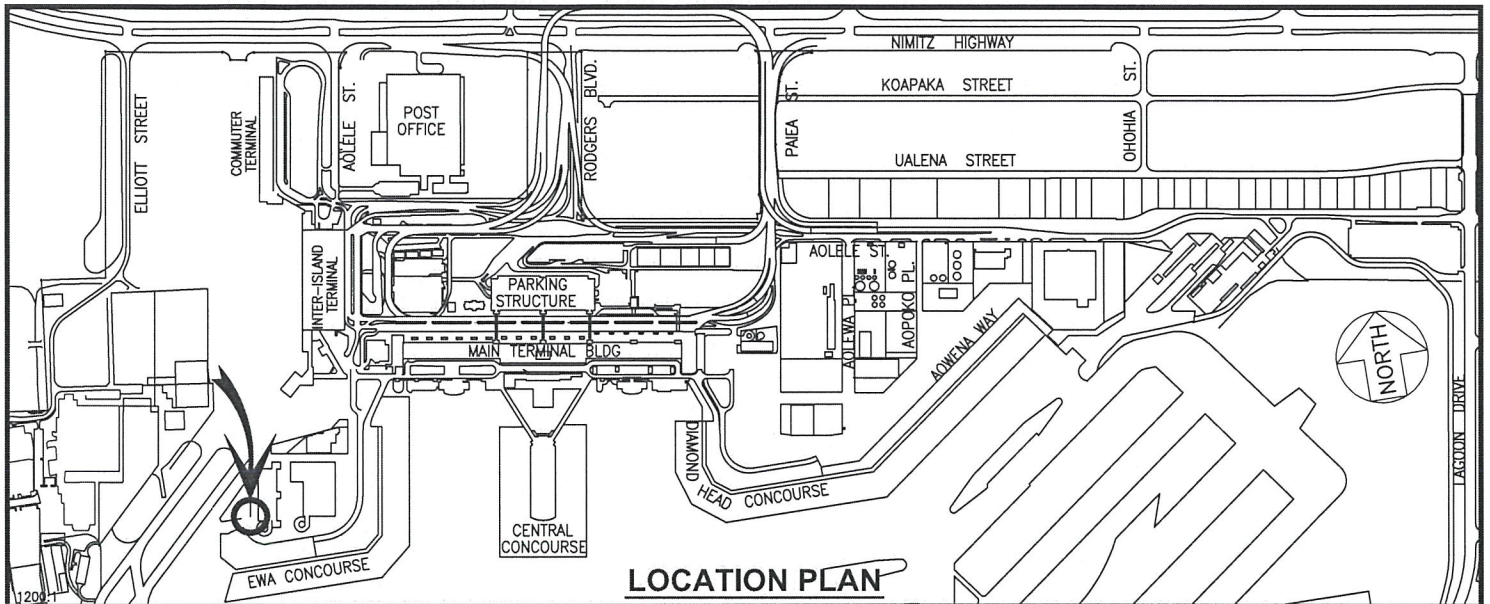 NIMITZ HIGHWAY
KOAPAKA STREET
UALENA STREET
OHOHIA ST.
PAIEA ST.
RODGERS BLVD.
POST
OFFICE
AOLELE ST.
COMMUTER
TERMINAL
ELLIOTT STREET
INTER-ISLAND
TERMINAL
PARKING
STRUCTURE
MAIN TERMINAL BLDG
AOLELE ST.
AOLEWA PL.
AOPOKO PL.
AOWENA WAY
NORTH
LAGOON DRIVE
DIAMOND
HEAD CONCOURSE
CENTRAL
CONCOURSE
EWA CONCOURSE
LOCATION PLAN